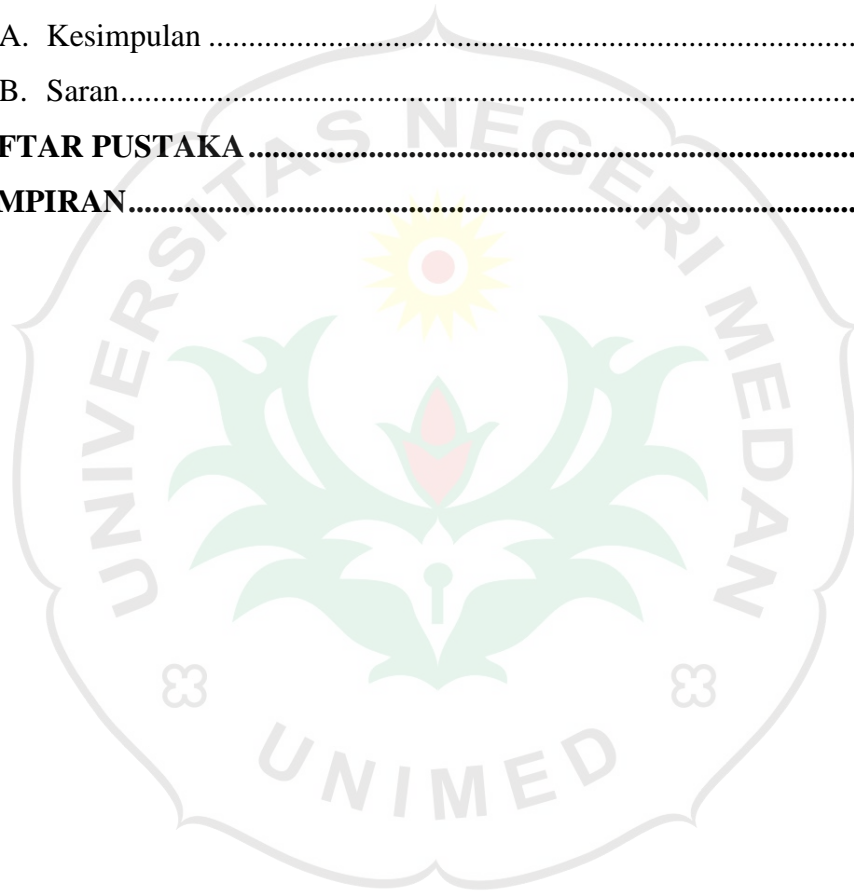 A. Kesimpulan ................................................................................
B. Saran...........................................................................................
FTAR PUSTAKA ...........................................................................
MPIRAN..........................................................................................
UNIVERSITAS NEGERI MEDAN
UNIMED